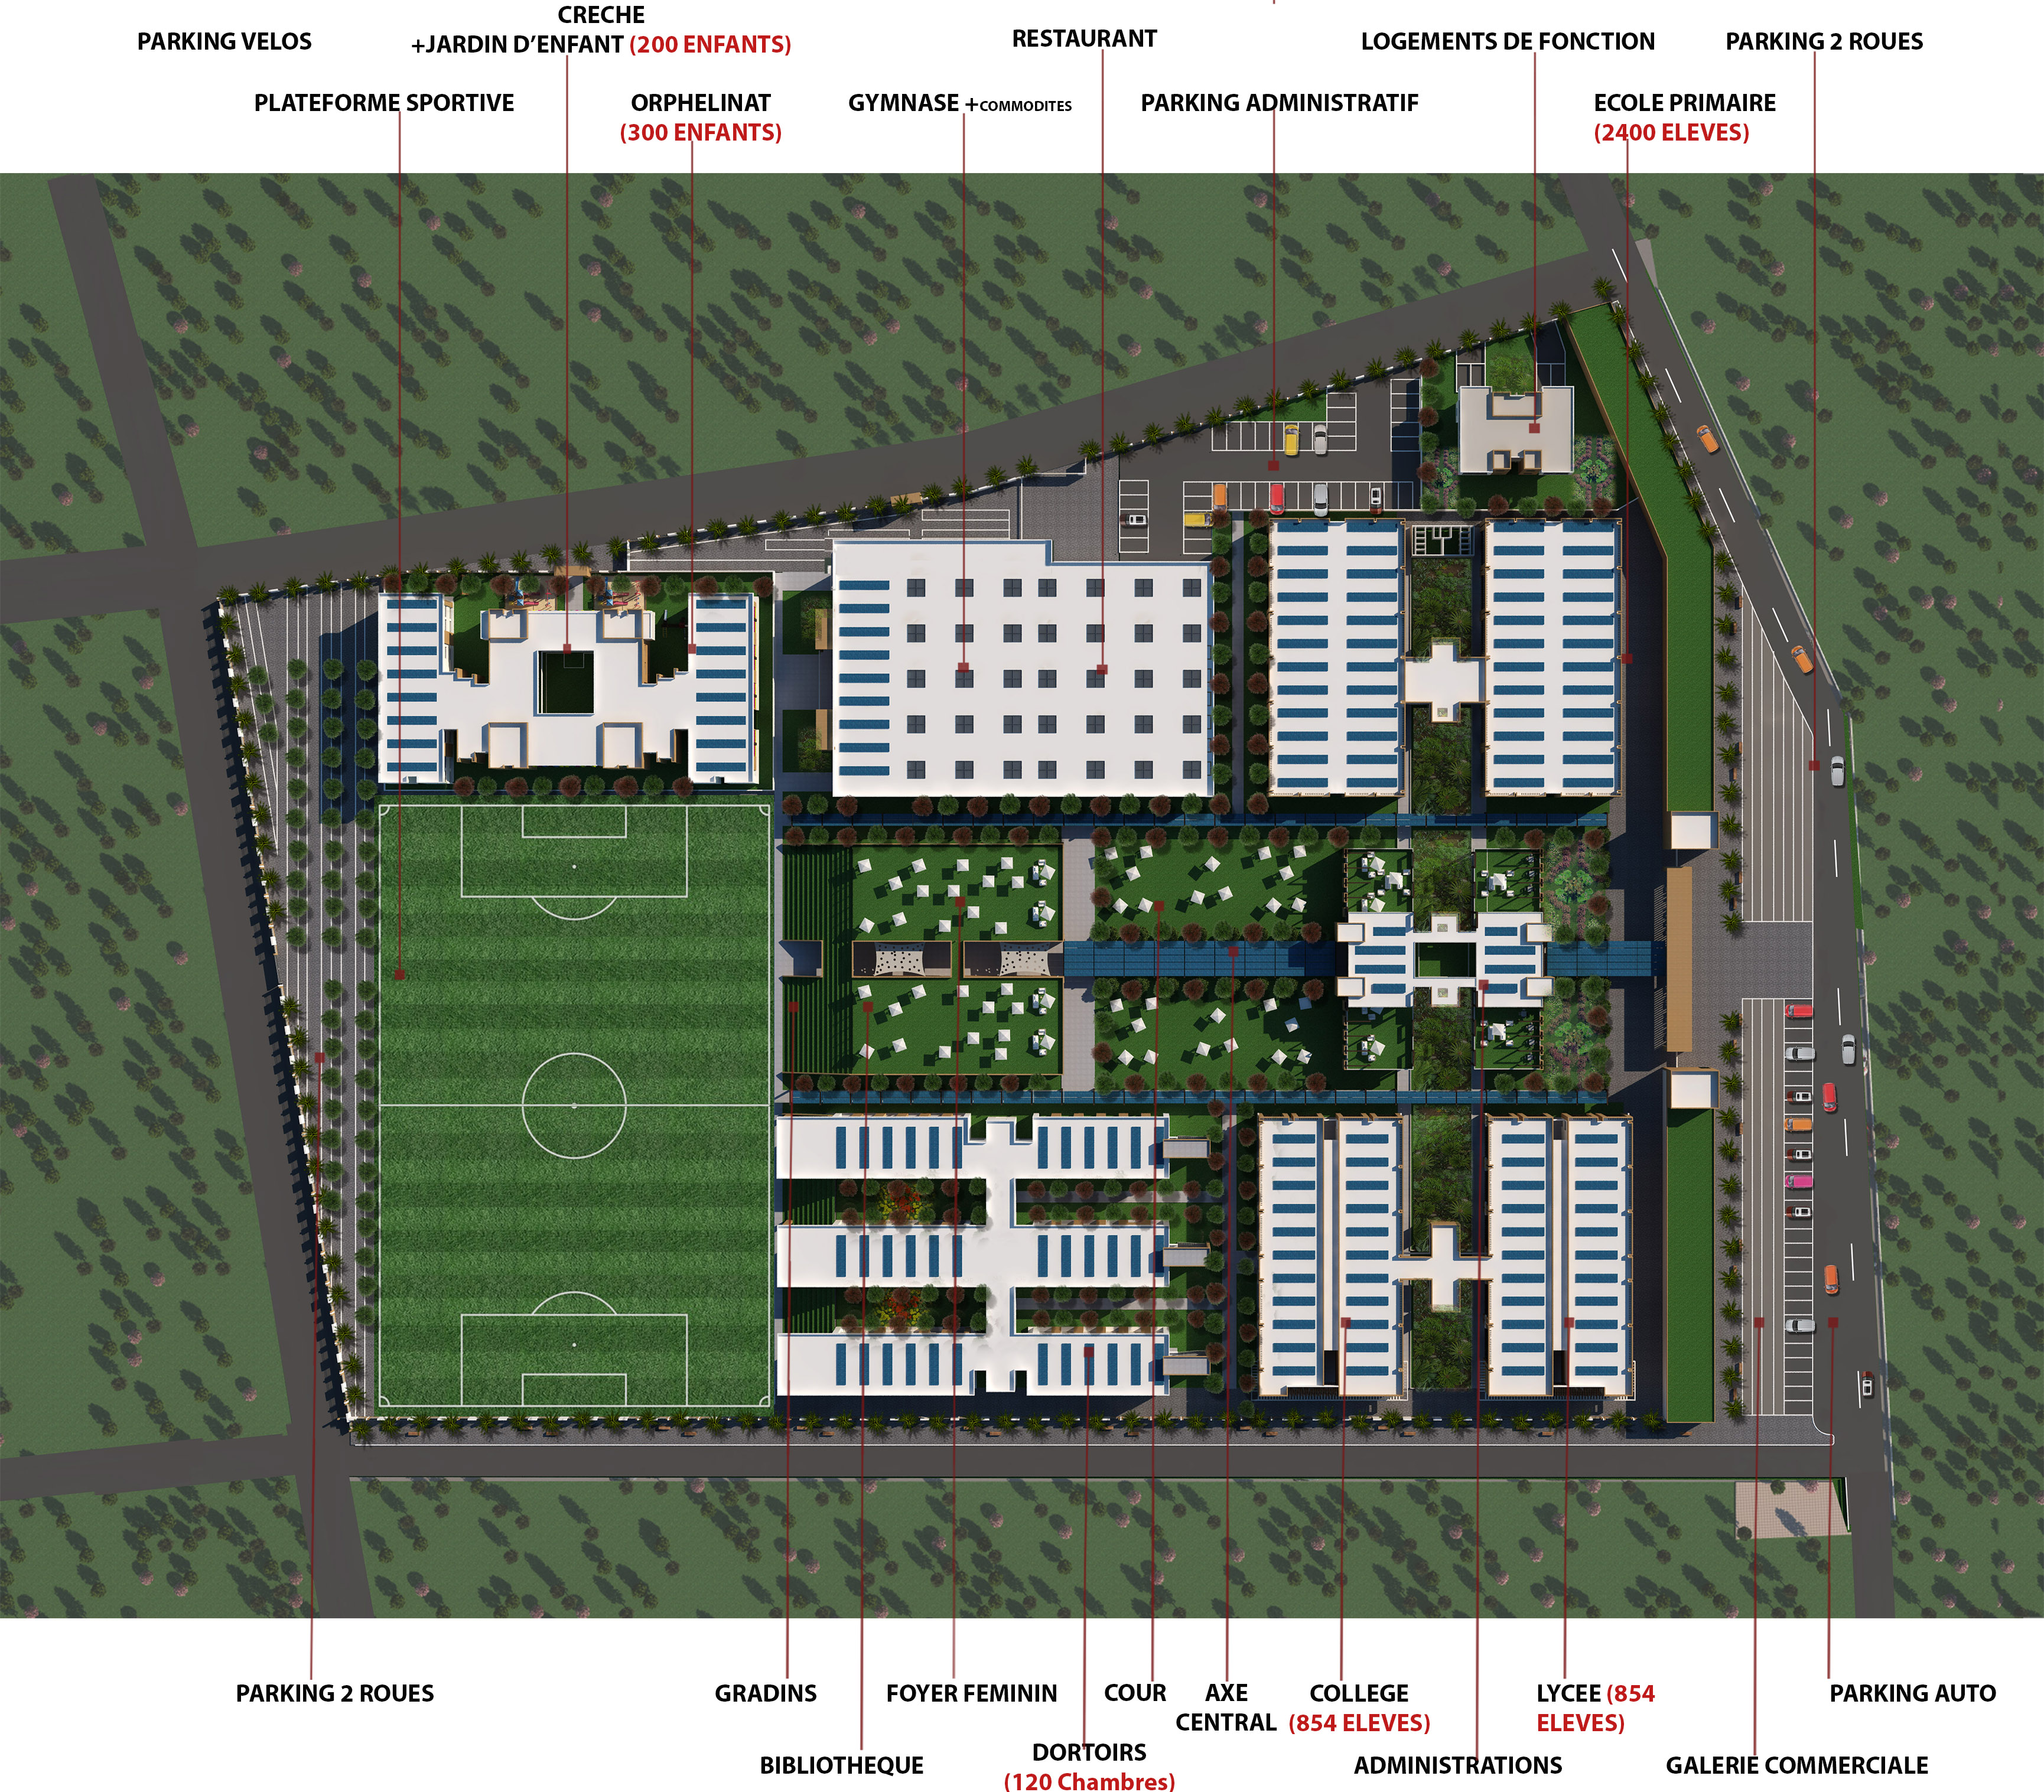 CRECHE
+JARDIN D'ENFANT (200 ENFANTS)
PARKING VELOS
RESTAURANT
LOGEMENTS DE FONCTION
PARKING 2 ROUES
PLATEFORME SPORTIVE
ORPHELINAT
(300 ENFANTS)
GYMNASE +COMMODITES
PARKING ADMINISTRATIF
ECOLE PRIMAIRE
(2400 ELEVES)
PARKING 2 ROUES
GRADINS
FOYER FEMININ
COUR
AXE
CENTRAL
COLLEGE
(854 ELEVES)
LYCEE (854
ELEVES)
PARKING AUTO
BIBLIOTHEQUE
DORTOIRS
(120 Chambres)
ADMINISTRATIONS
GALERIE COMMERCIALE